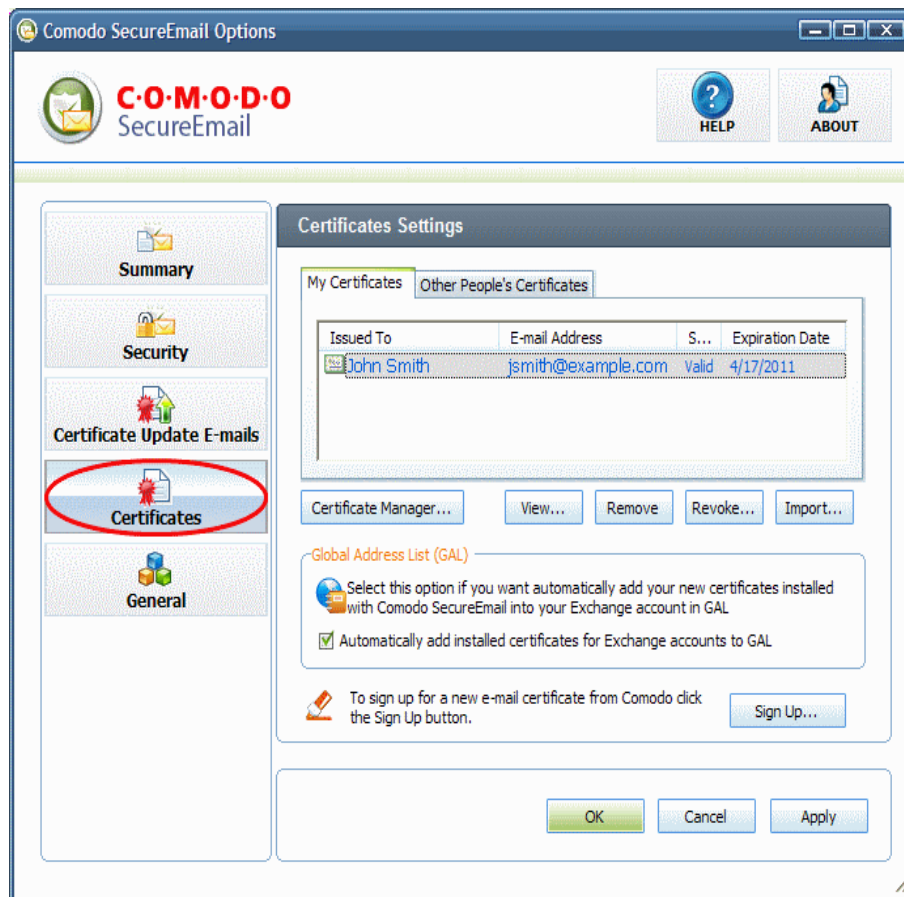 Comodo SecureEmail Options
C·O·M·O·D·O
SecureEmail
HELP
ABOUT
Summary
Security
Certificate Update E-mails
Certificates
General
Certificates Settings
My Certificates
Other People's Certificates
Issued To
E-mail Address
S...
Expiration Date
John Smith
jsmith@example.com
Valid
4/17/2011
Certificate Manager...
View...
Remove
Revoke...
Import...
Global Address List (GAL)
Select this option if you want automatically add your new certificates installed
with Comodo SecureEmail into your Exchange account in GAL
Automatically add installed certificates for Exchange accounts to GAL
To sign up for a new e-mail certificate from Comodo click
the Sign Up button.
Sign Up...
OK
Cancel
Apply